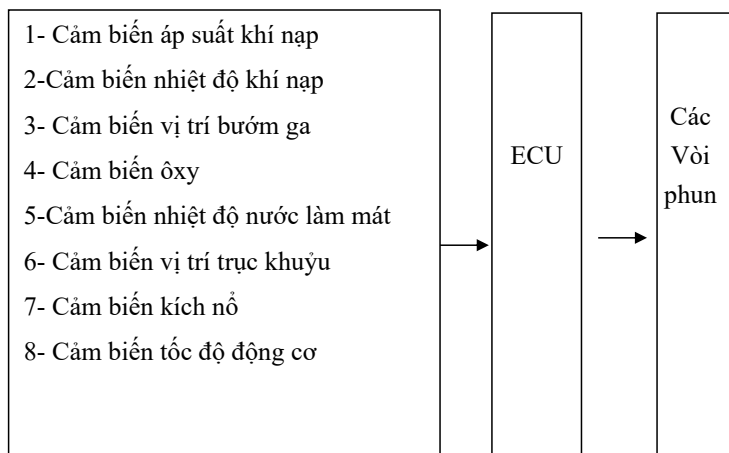 1- Cảm biến áp suất khí nạp
2-Cảm biến nhiệt độ khí nạp
3- Cảm biến vị trí bướm ga
4- Cảm biến ôxy
5-Cảm biến nhiệt độ nước làm mát
6- Cảm biến vị trí trục khuỷu
7- Cảm biến kích nổ
8- Cảm biến tốc độ động cơ
ECU
Các
Vòi
phun